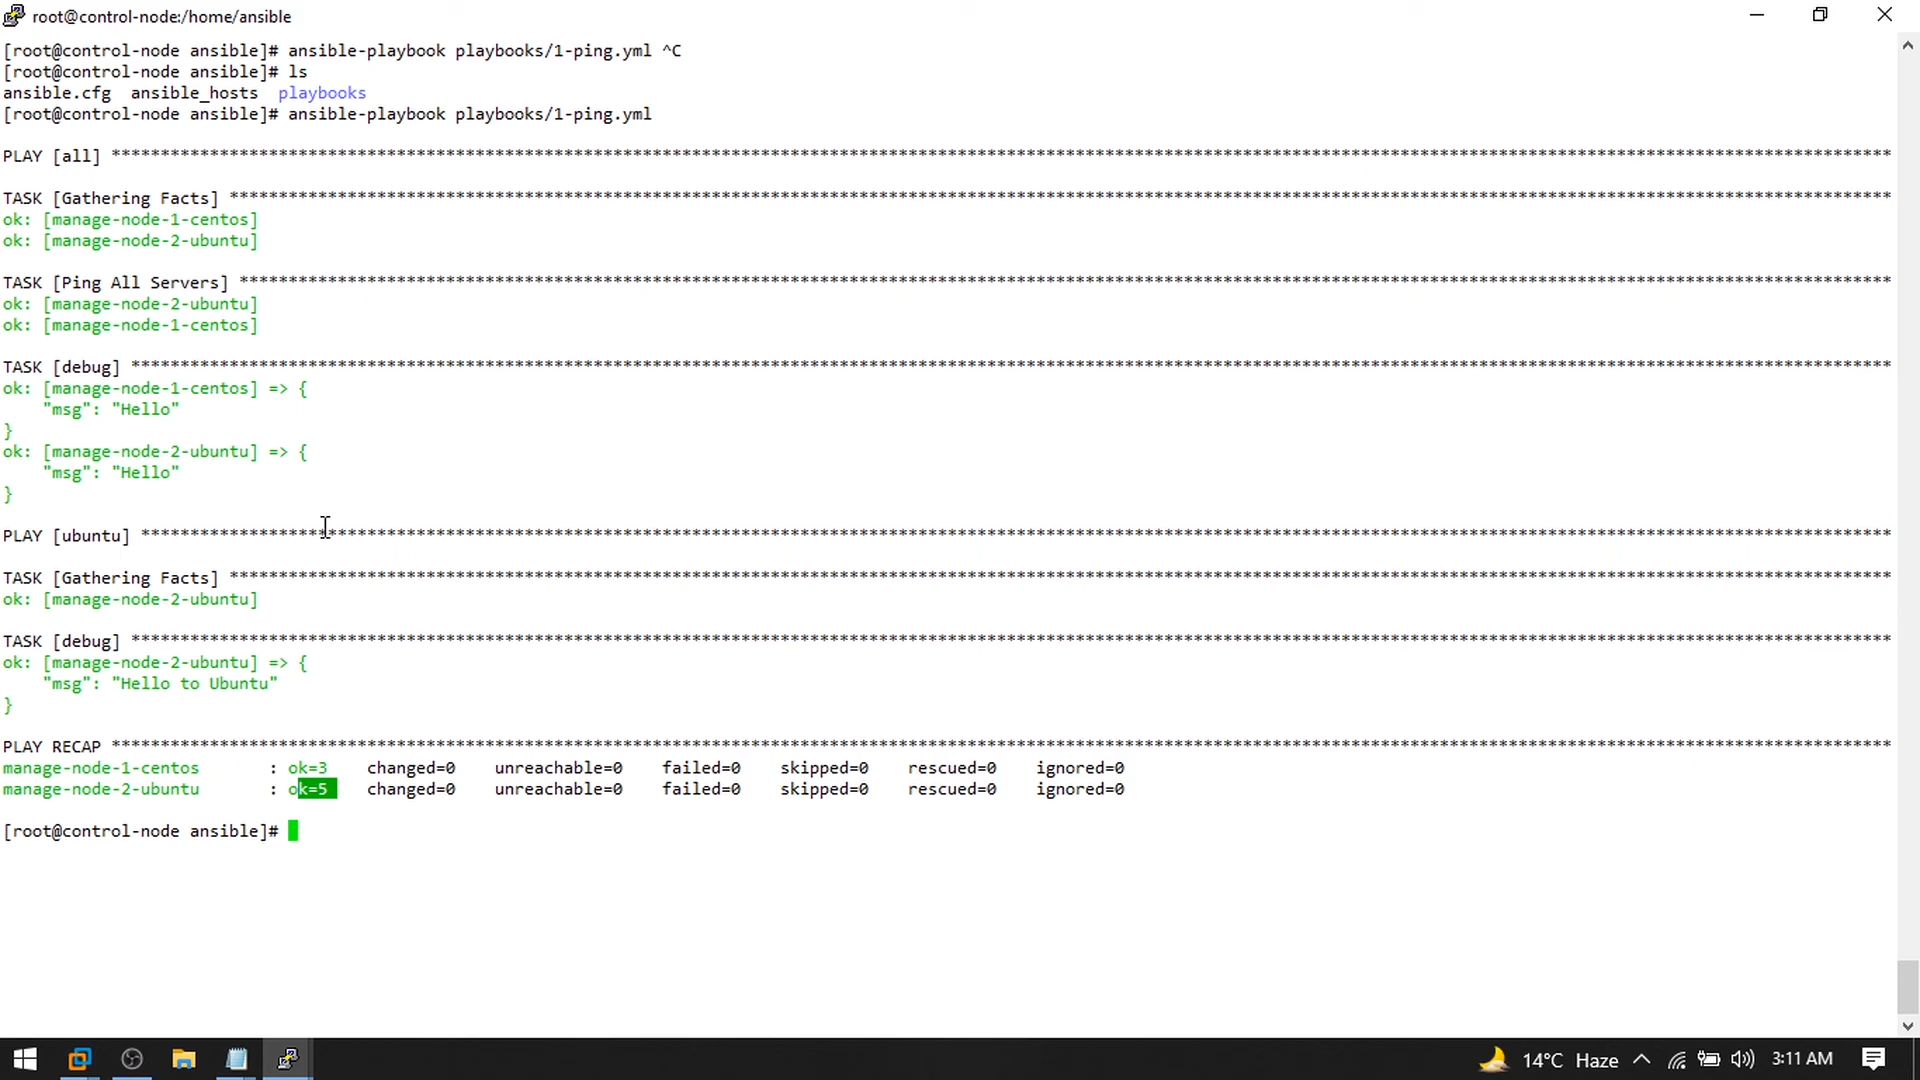 root@control-node:/home/ansible
[root@control-node ansible]# ansible-playbook playbooks/1-ping.yml ^C
[root@control-node ansible]# ls
ansible.cfg  ansible_hosts  playbooks
[root@control-node ansible]# ansible-playbook playbooks/1-ping.yml
PLAY [all] ************************************************************************************************************************************************************************************
TASK [Gathering Facts] ************************************************************************************************************************************************************************
ok: [manage-node-1-centos]
ok: [manage-node-2-ubuntu]
TASK [Ping All Servers] ***********************************************************************************************************************************************************************
ok: [manage-node-2-ubuntu]
ok: [manage-node-1-centos]
TASK [debug] **********************************************************************************************************************************************************************************
ok: [manage-node-1-centos] => {
    "msg": "Hello"
}
ok: [manage-node-2-ubuntu] => {
    "msg": "Hello"
}
PLAY [ubuntu] *********************************************************************************************************************************************************************************
TASK [Gathering Facts] ************************************************************************************************************************************************************************
ok: [manage-node-2-ubuntu]
TASK [debug] **********************************************************************************************************************************************************************************
ok: [manage-node-2-ubuntu] => {
    "msg": "Hello to Ubuntu"
}
PLAY RECAP ************************************************************************************************************************************************************************************
manage-node-1-centos       : ok=3    changed=0    unreachable=0    failed=0    skipped=0    rescued=0    ignored=0
manage-node-2-ubuntu       : ok=5    changed=0    unreachable=0    failed=0    skipped=0    rescued=0    ignored=0
[root@control-node ansible]#
14°C  Haze  3:11 AM